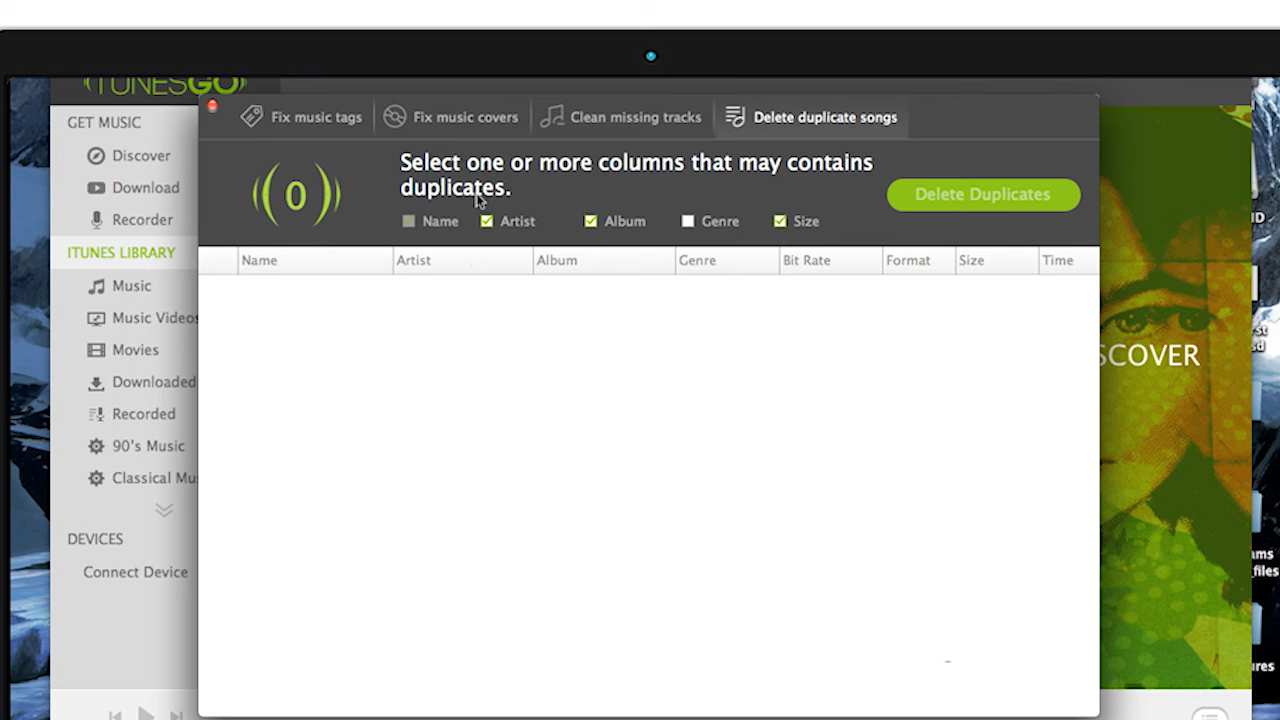 iTUNESGO
GET MUSIC
Discover
Download
Recorder
ITUNES LIBRARY
Music
Music Videos
Movies
Downloaded
Recorded
90's Music
Classical Mu
DEVICES
Connect Device
Fix music tags
Fix music covers
Clean missing tracks
Delete duplicate songs
0
Select one or more columns that may contains
duplicates.
Name Artist Album Genre Size
Delete Duplicates
Name Artist Album Genre Bit Rate Format Size Time
SCOVER